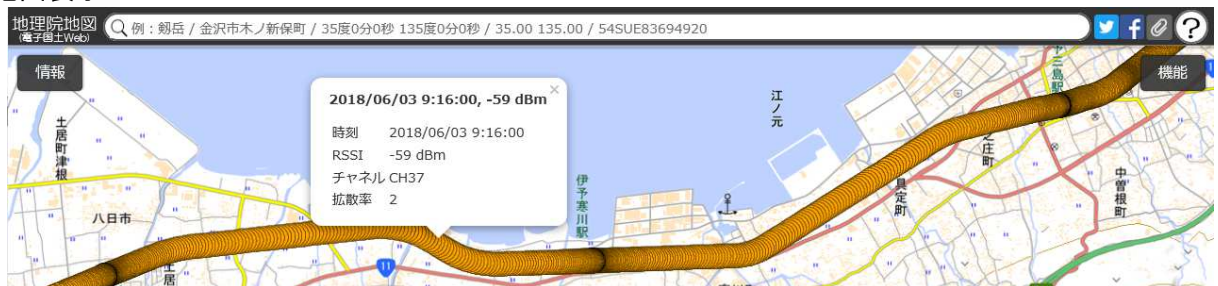 地理院地図
(電子国土Web)
例：剱岳 / 金沢市木ノ新保町 / 35度0分0秒 135度0分0秒 / 35.00 135.00 / 54SUE83694920
?
情報
機能
2018/06/03 9:16:00, -59 dBm
×
時刻 2018/06/03 9:16:00
RSSI -59 dBm
チャネル CH37
拡散率 2
土居町津根
八日市
土居
11
伊予寒川駅
江ノ元
具定町
之庄町
中曽根町